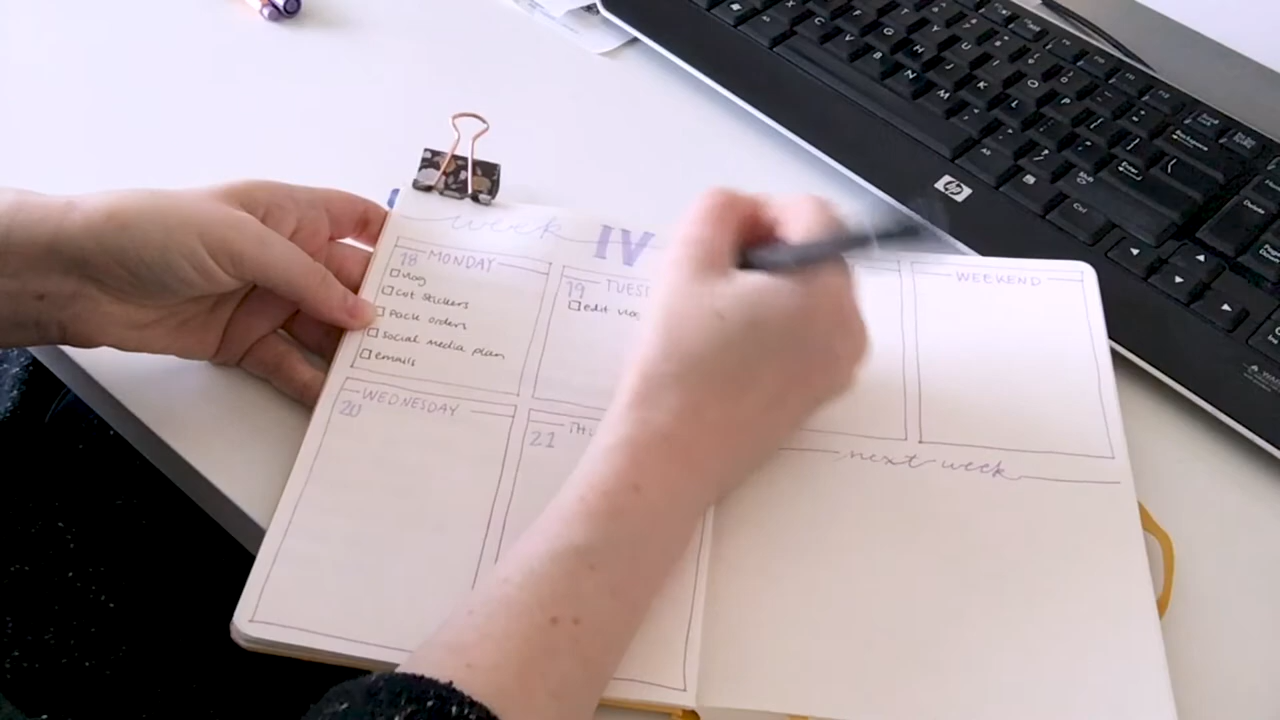 week IV
18 MONDAY
vlog
cut stickers
pack orders
social media plan
emails
19 TUES
edit vlog
20 WEDNESDAY
21 THU
WEEKEND
next week
hp